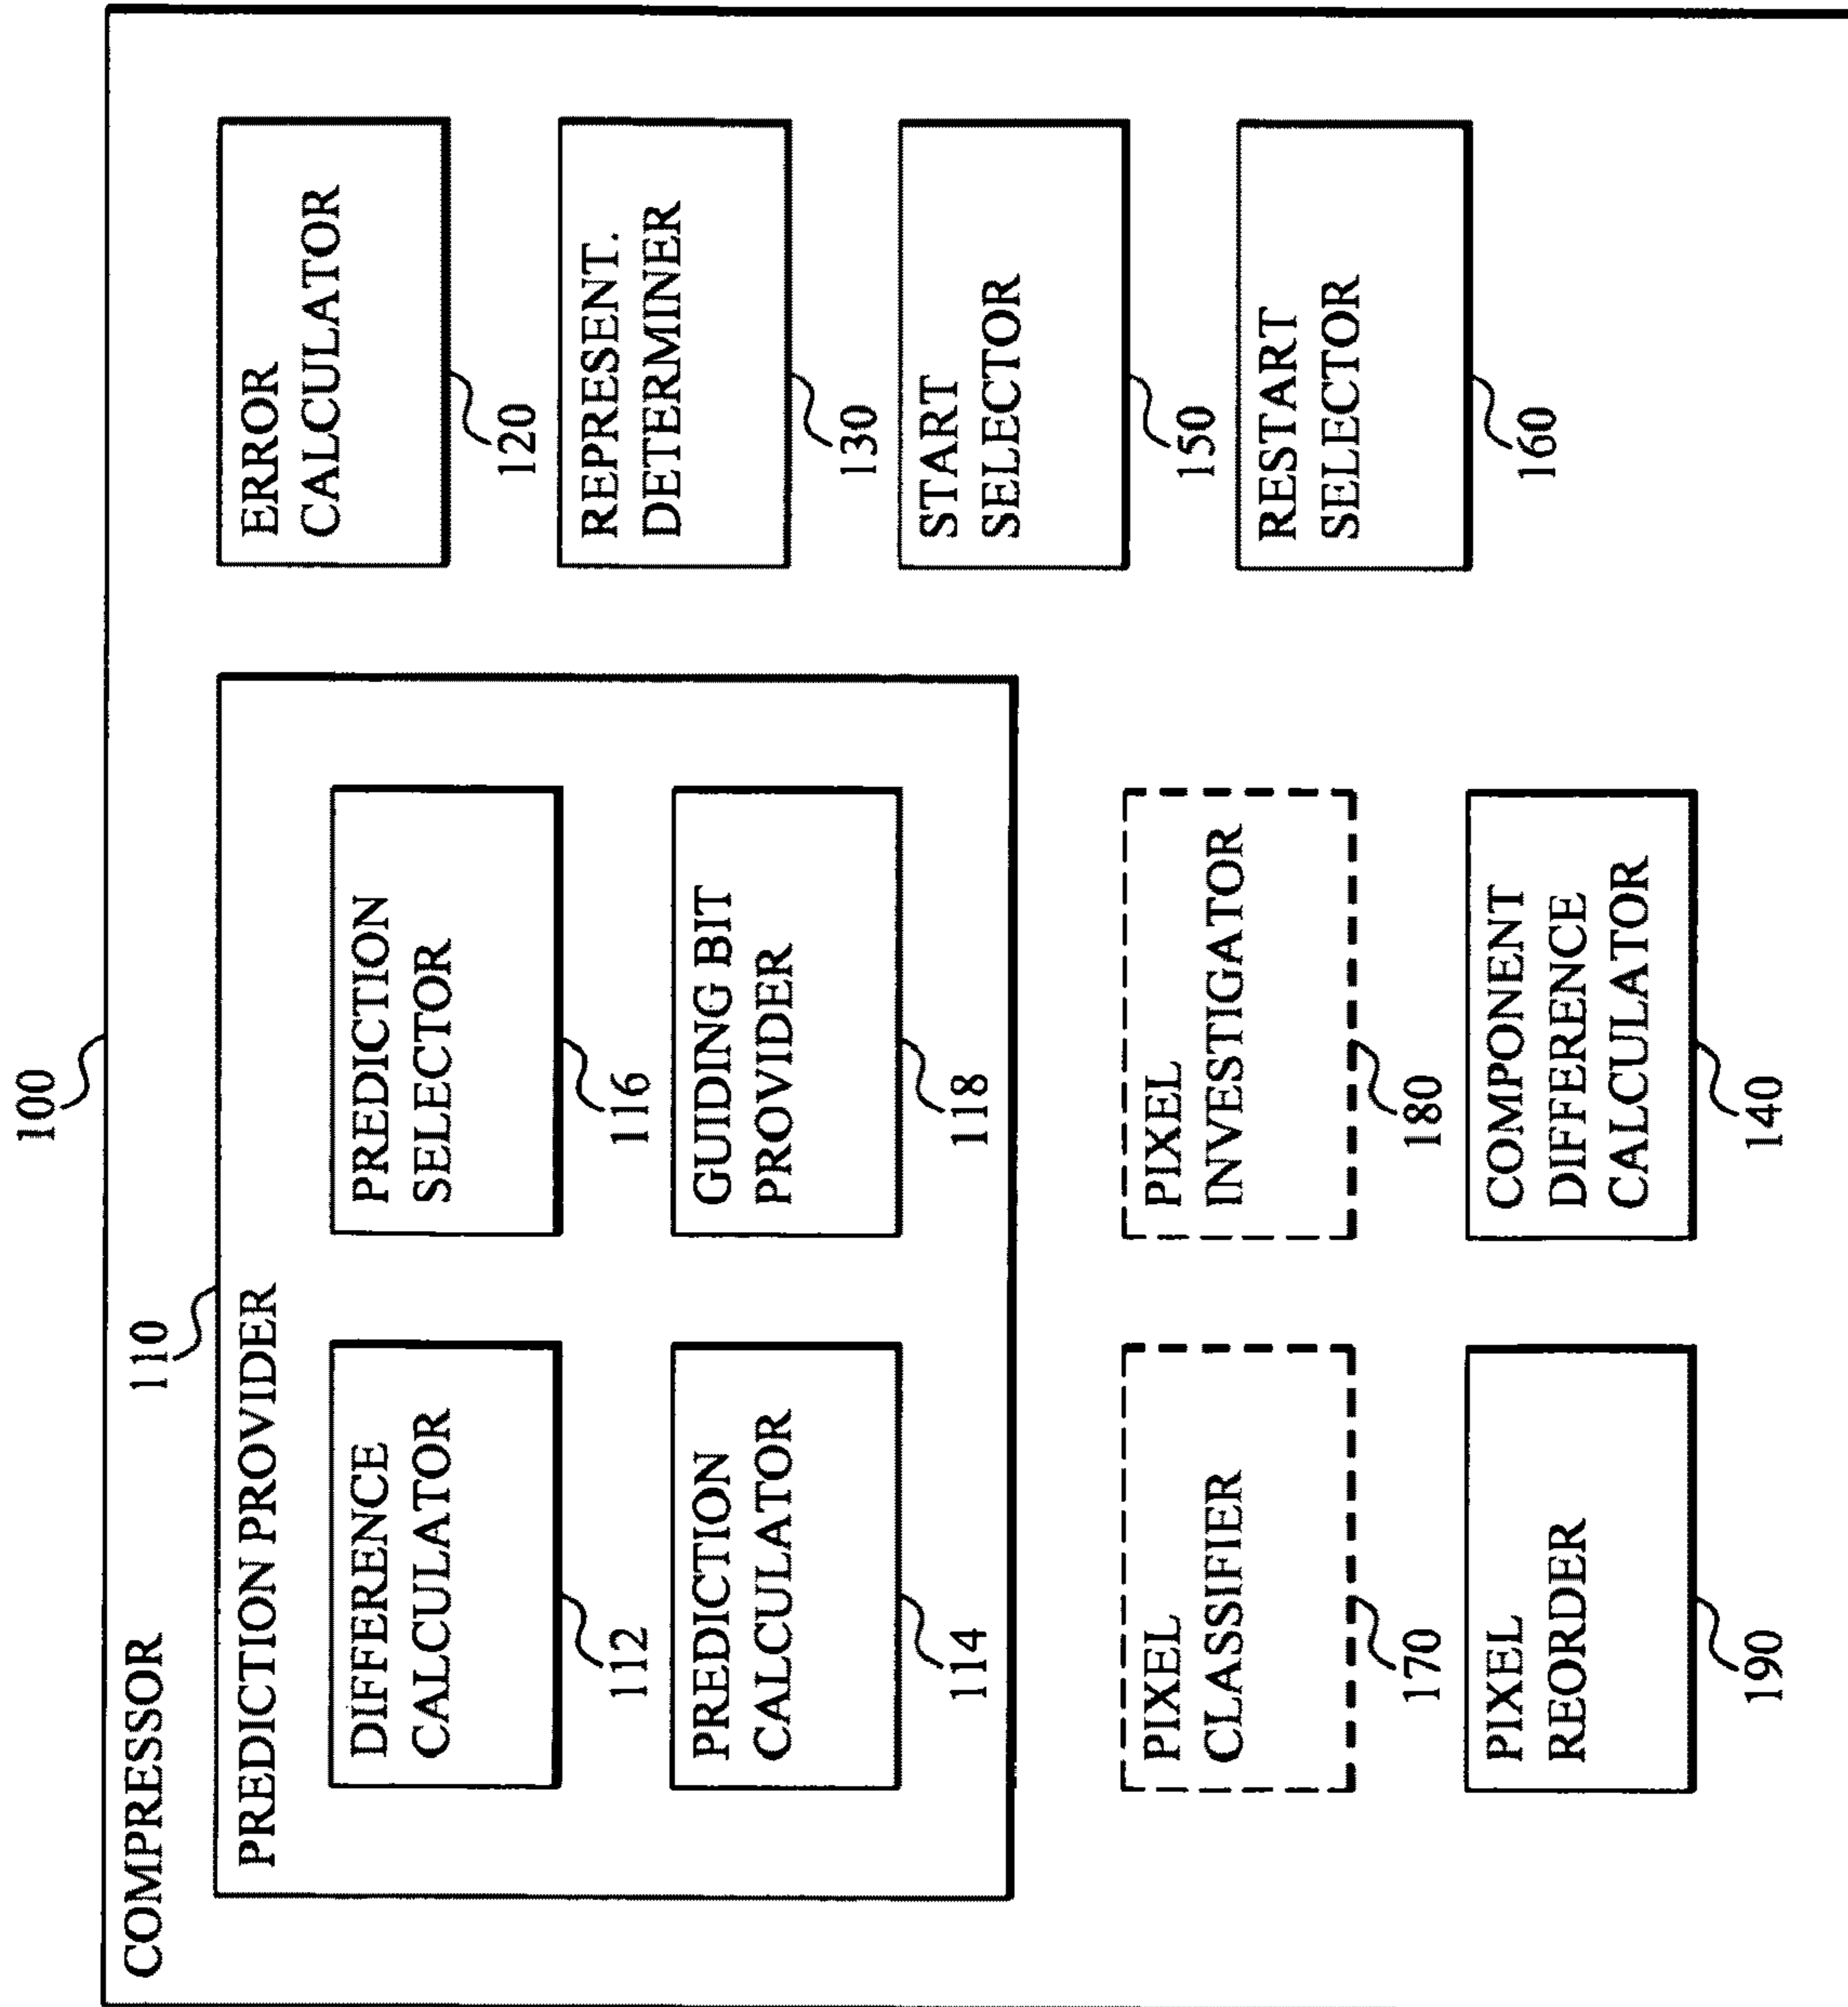 100
COMPRESSOR
110
PREDICTION PROVIDER
DIFFERENCE
CALCULATOR
112
PREDICTION
SELECTOR
116
PREDICTION
CALCULATOR
114
GUIDING BIT
PROVIDER
118
ERROR
CALCULATOR
120
REPRESENT.
DETERMINER
130
START
SELECTOR
150
RESTART
SELECTOR
160
PIXEL
CLASSIFIER
170
PIXEL
INVESTIGATOR
180
PIXEL
REORDER
190
COMPONENT
DIFFERENCE
CALCULATOR
140